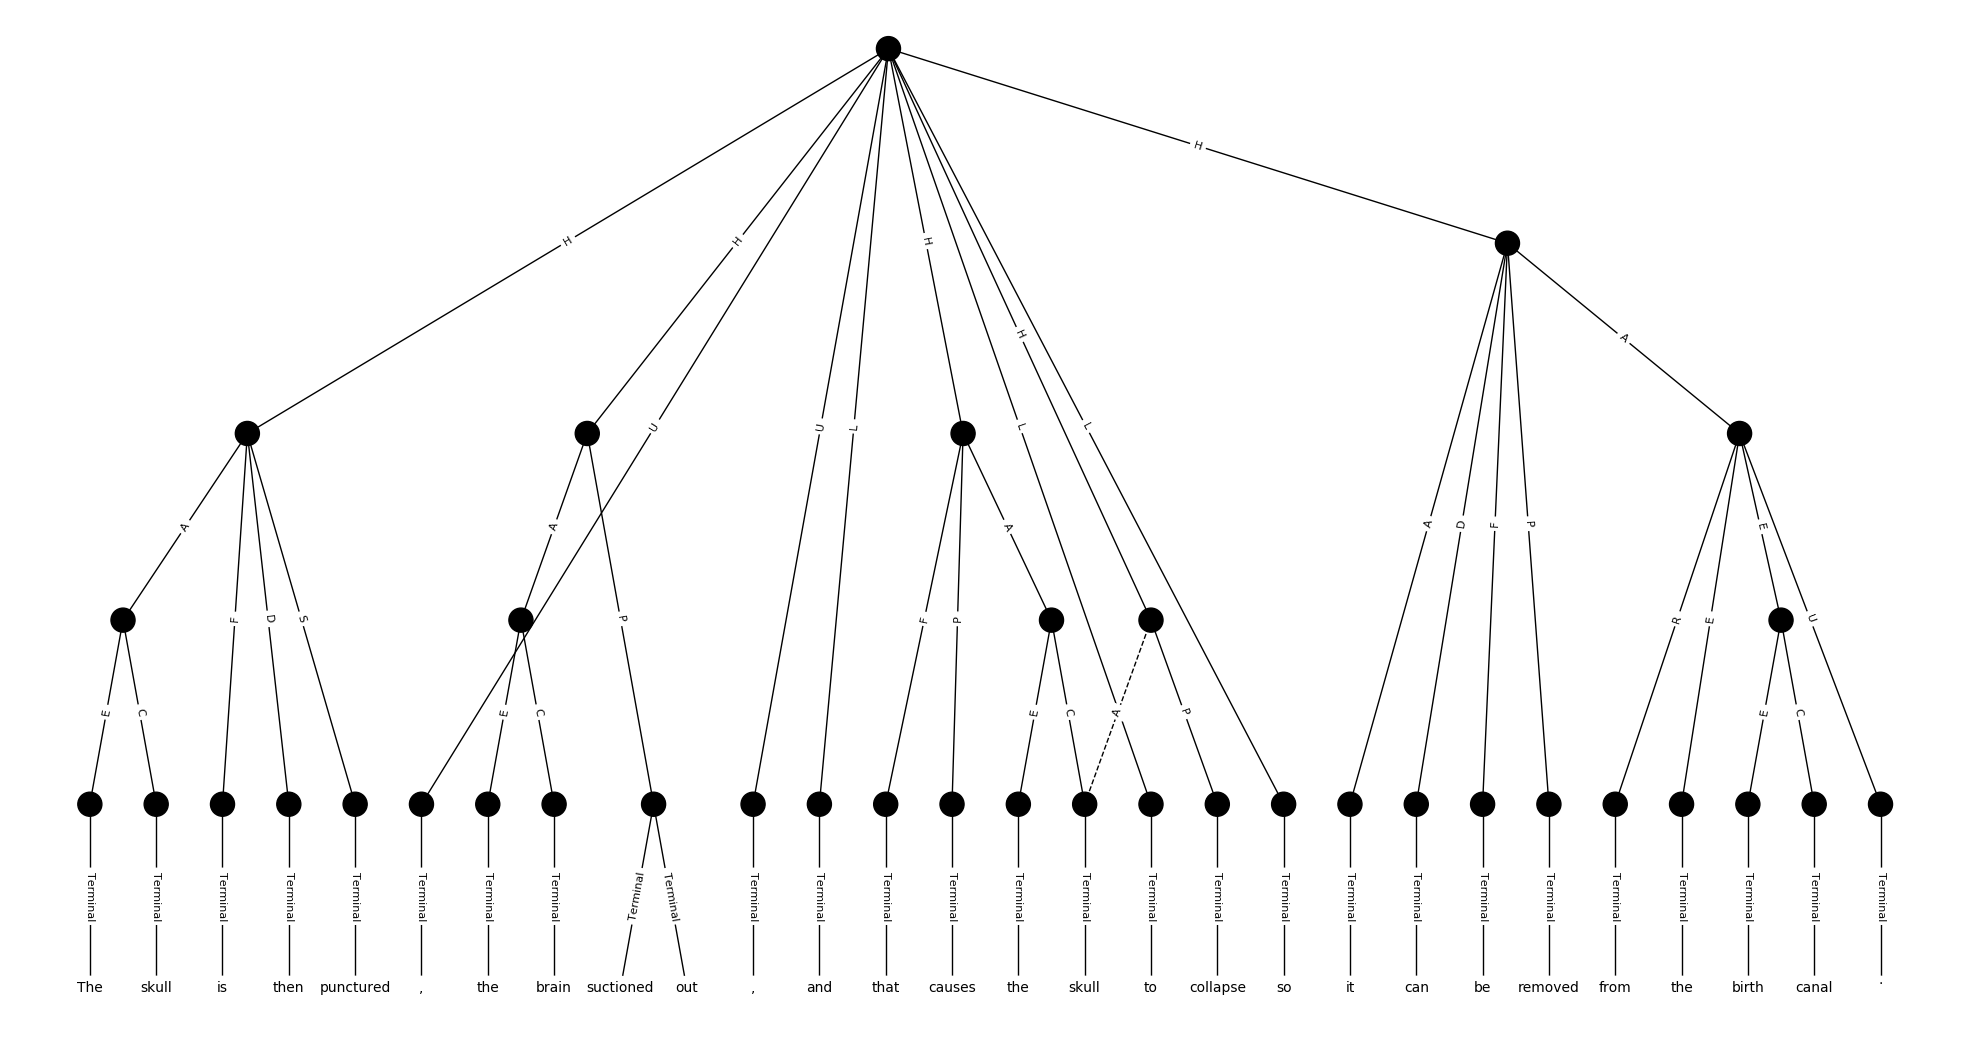 H
H
H
H
A
H
U
U
L
L
L
A
A
A
A
D
F
P
E
F
D
S
P
F
P
R
E
U
E
C
E
C
E
C
A
P
E
C
Terminal Terminal Terminal Terminal Terminal Terminal Terminal Terminal Terminal Terminal Terminal Terminal Terminal Terminal Terminal Terminal Terminal Terminal Terminal Terminal Terminal Terminal Terminal Terminal Terminal Terminal Terminal Terminal
The skull is then punctured , the brain suctioned out , and that causes the skull to collapse so it can be removed from the birth canal .